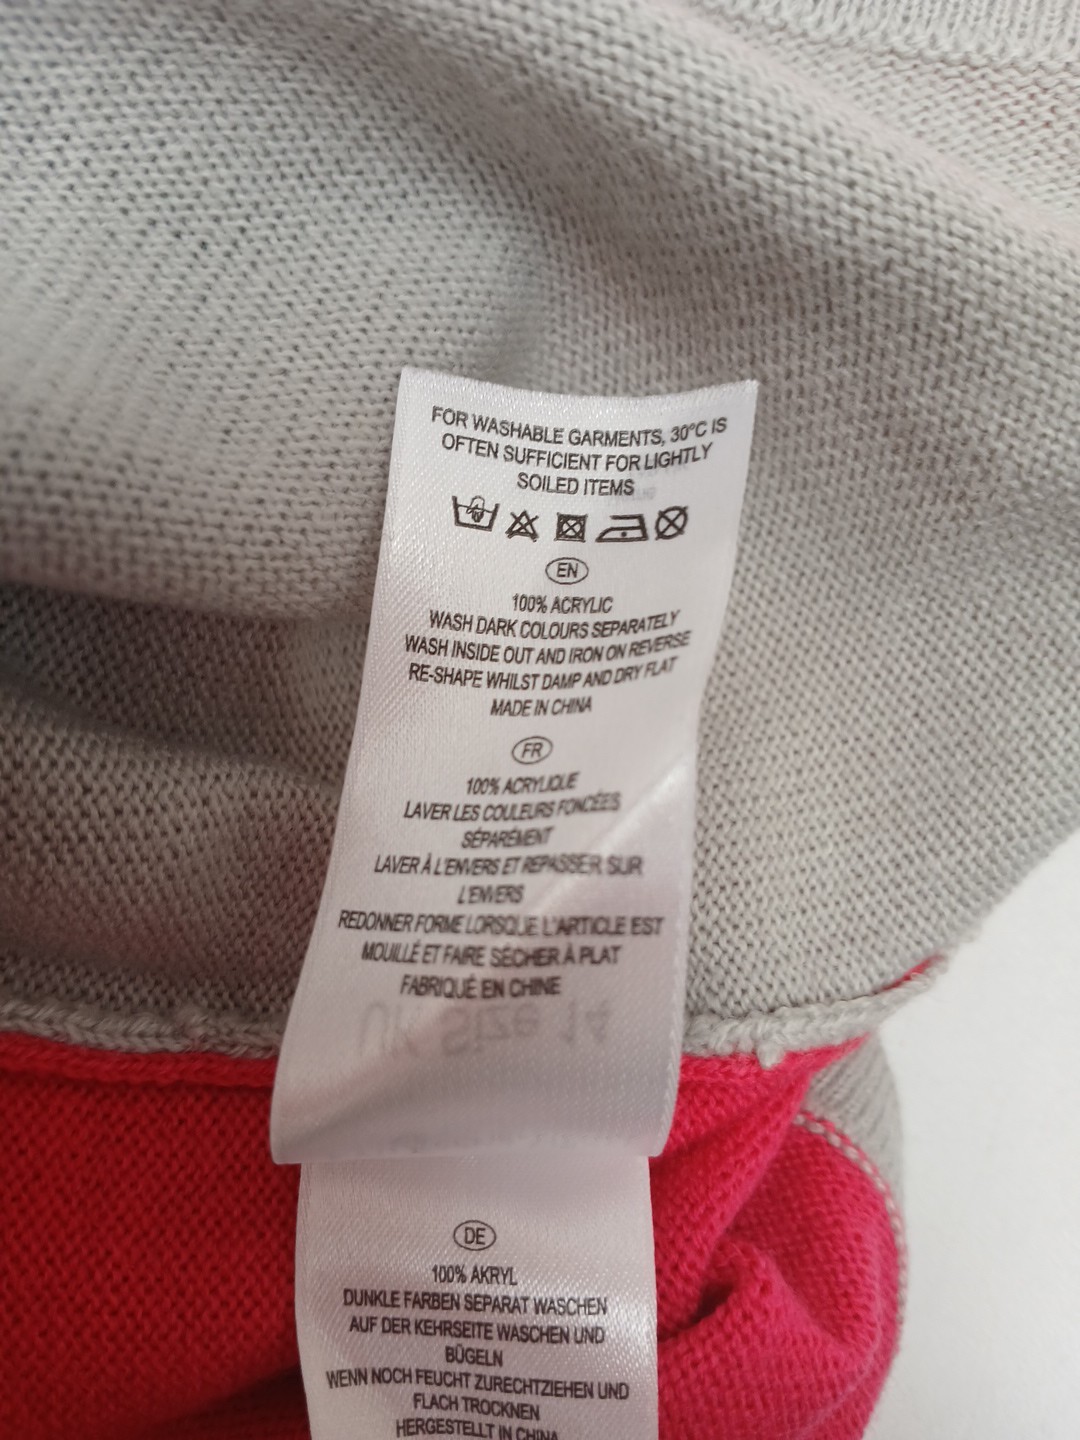 FOR WASHABLE GARMENTS, 30°C IS
OFTEN SUFFICIENT FOR LIGHTLY
SOILED ITEMS
EN
100% ACRYLIC
WASH DARK COLOURS SEPARATELY
WASH INSIDE OUT AND IRON ON REVERSE
RE-SHAPE WHILST DAMP AND DRY FLAT
MADE IN CHINA
FR
100% ACRYLIQUE
LAVER LES COULEURS FONCÉES
SÉPARÉMENT
LAVER À L'ENVERS ET REPASSER SUR
L'ENVERS
REDONNER FORME LORSQUE L'ARTICLE EST
MOUILLÉ ET FAIRE SÉCHER À PLAT
FABRIQUÉ EN CHINE
UK Size 14
DE
100% AKRYL
DUNKLE FARBEN SEPARAT WASCHEN
AUF DER KEHRSEITE WASCHEN UND
BÜGELN
WENN NOCH FEUCHT ZURECHTZIEHEN UND
FLACH TROCKNEN
HERGESTELLT IN CHINA